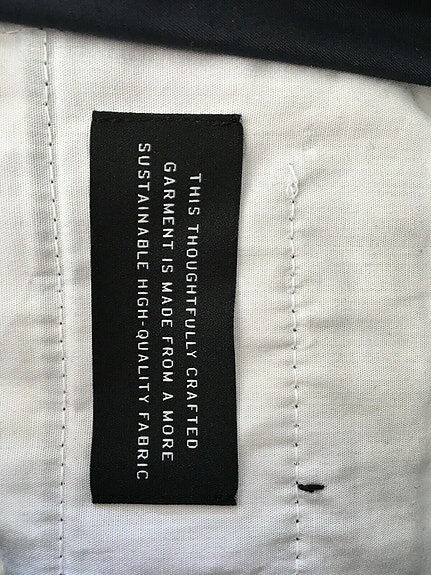 THIS THOUGHTFULLY CRAFTED
GARMENT IS MADE FROM A MORE
SUSTAINABLE HIGH-QUALITY FABRIC